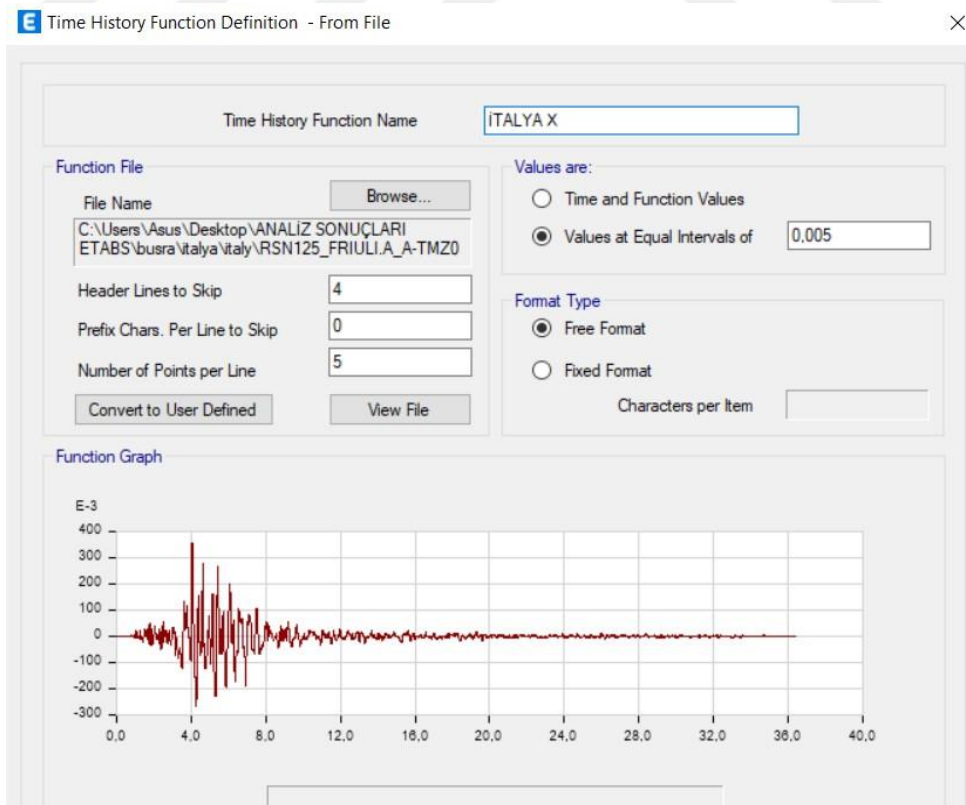 E Time History Function Definition - From File
Time History Function Name İTALYA X
Function File
File Name Browse...
C:\Users\Asus\Desktop\ANALİZ SONUÇLARI
ETABS\busra\italya\italy\RSN125_FRIULI.A_A-TMZ0
Header Lines to Skip 4
Prefix Chars. Per Line to Skip 0
Number of Points per Line 5
Convert to User Defined View File
Values are:
Time and Function Values
Values at Equal Intervals of 0,005
Format Type
Free Format
Fixed Format
Characters per Item
Function Graph
E-3
400
300
200
100
0
-100
-200
-300
0,0 4,0 8,0 12,0 16,0 20,0 24,0 28,0 32,0 36,0 40,0